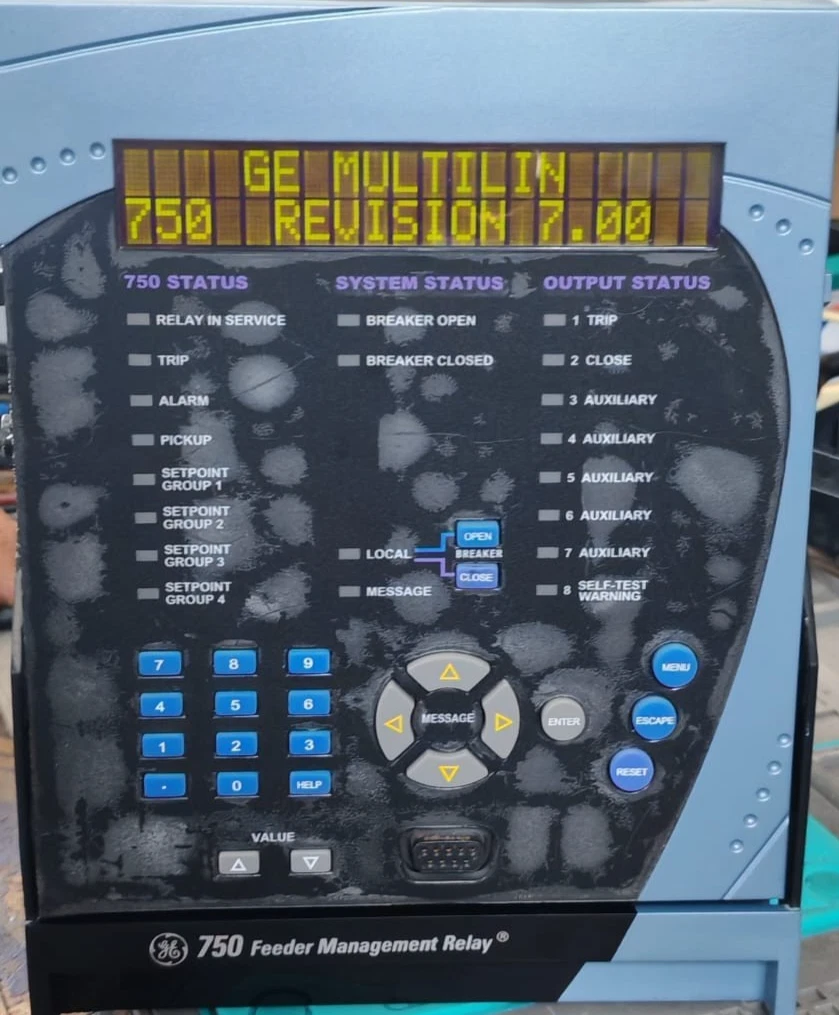 GE MULTILIN
750 REVISION 7.00
750 STATUS
RELAY IN SERVICE
TRIP
ALARM
PICKUP
SETPOINT
GROUP 1
SETPOINT
GROUP 2
SETPOINT
GROUP 3
SETPOINT
GROUP 4
SYSTEM STATUS
BREAKER OPEN
BREAKER CLOSED
LOCAL
OPEN
BREAKER
CLOSE
MESSAGE
OUTPUT STATUS
1 TRIP
2 CLOSE
3 AUXILIARY
4 AUXILIARY
5 AUXILIARY
6 AUXILIARY
7 AUXILIARY
8 SELF-TEST
WARNING
7 8 9
4 5 6
1 2 3
. 0 HELP
VALUE
MESSAGE
ENTER
MENU
ESCAPE
RESET
GE 750 Feeder Management Relay®